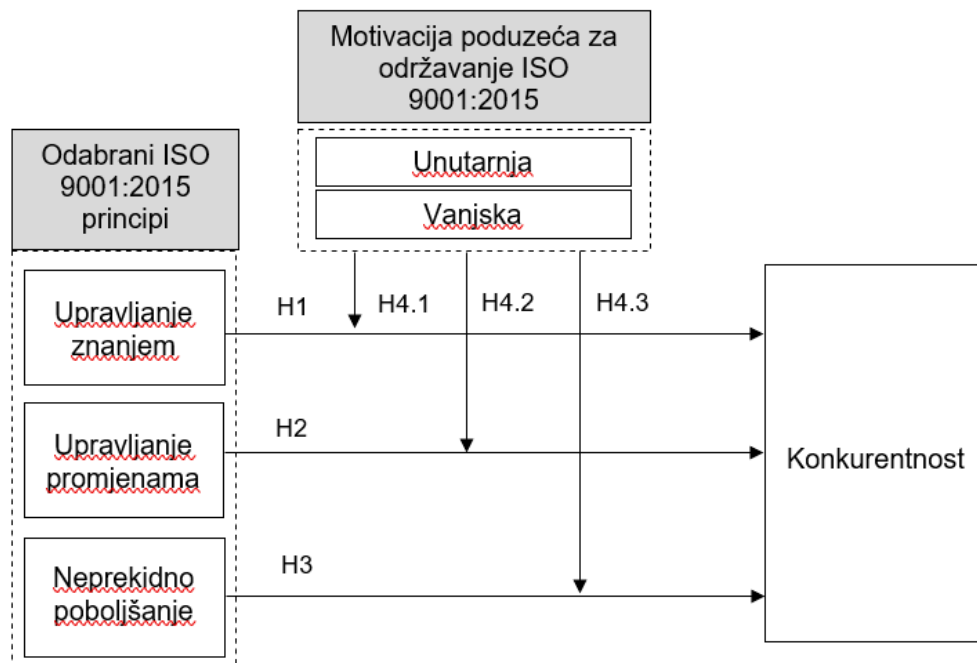 Motivacija poduzeća za
održavanje ISO
9001:2015
Unutarnja
Vanjska
Odabrani ISO
9001:2015
principi
Upravljanje
znanjem
H1
H4.1
H4.2
H4.3
Upravljanje
promjenama
H2
Konkurentnost
Neprekidno
poboljšanje
H3